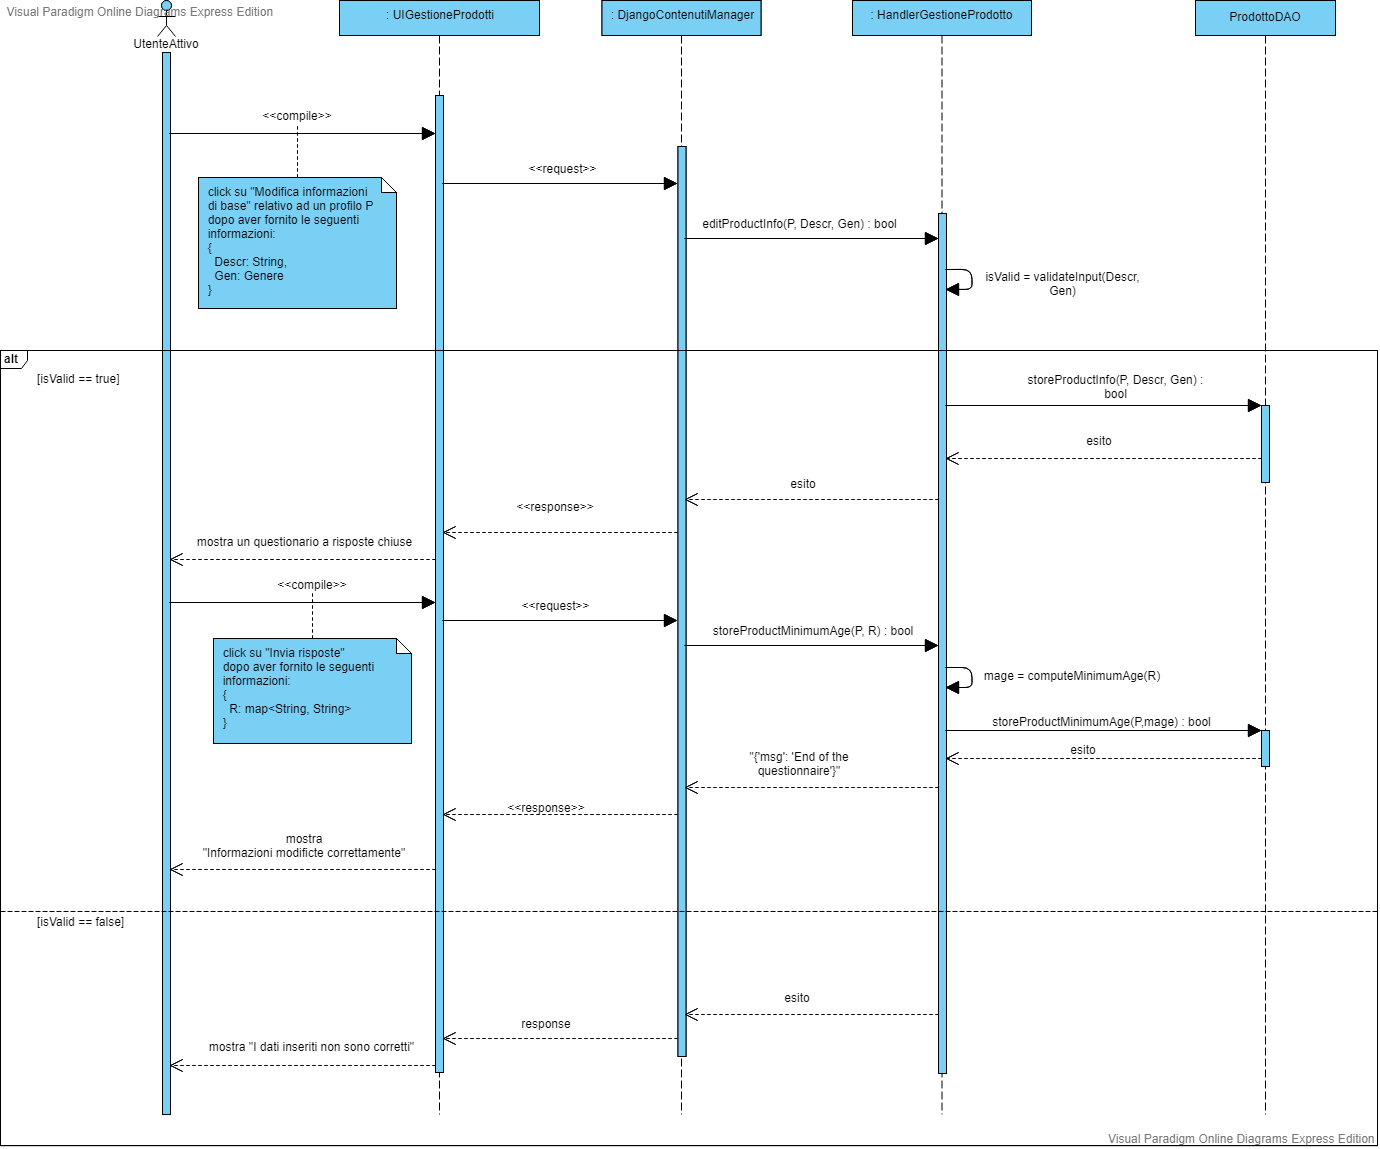 Visual Paradigm Online Diagrams Express Edition
UtenteAttivo
: UIGestioneProdotti
: DjangoContenutiManager
: HandlerGestioneProdotto
ProdottoDAO
<<compile>>
click su "Modifica informazioni
di base" relativo ad un profilo P
dopo aver fornito le seguenti
informazioni:
{
Descr: String,
Gen: Genere
}
<<request>>
editProductInfo(P, Descr, Gen) : bool
isValid = validateInput(Descr,
Gen)
alt
[isValid == true]
storeProductInfo(P, Descr, Gen) :
bool
esito
esito
<<response>>
mostra un questionario a risposte chiuse
<<compile>>
<<request>>
click su "Invia risposte"
dopo aver fornito le seguenti
informazioni:
{
R: map<String, String>
}
storeProductMinimumAge(P, R) : bool
mage = computeMinimumAge(R)
storeProductMinimumAge(P,mage) : bool
esito
"{'msg': 'End of the
questionnaire'}"
<<response>>
mostra
"Informazioni modificte correttamente"
[isValid == false]
esito
response
mostra "I dati inseriti non sono corretti"
Visual Paradigm Online Diagrams Express Edition